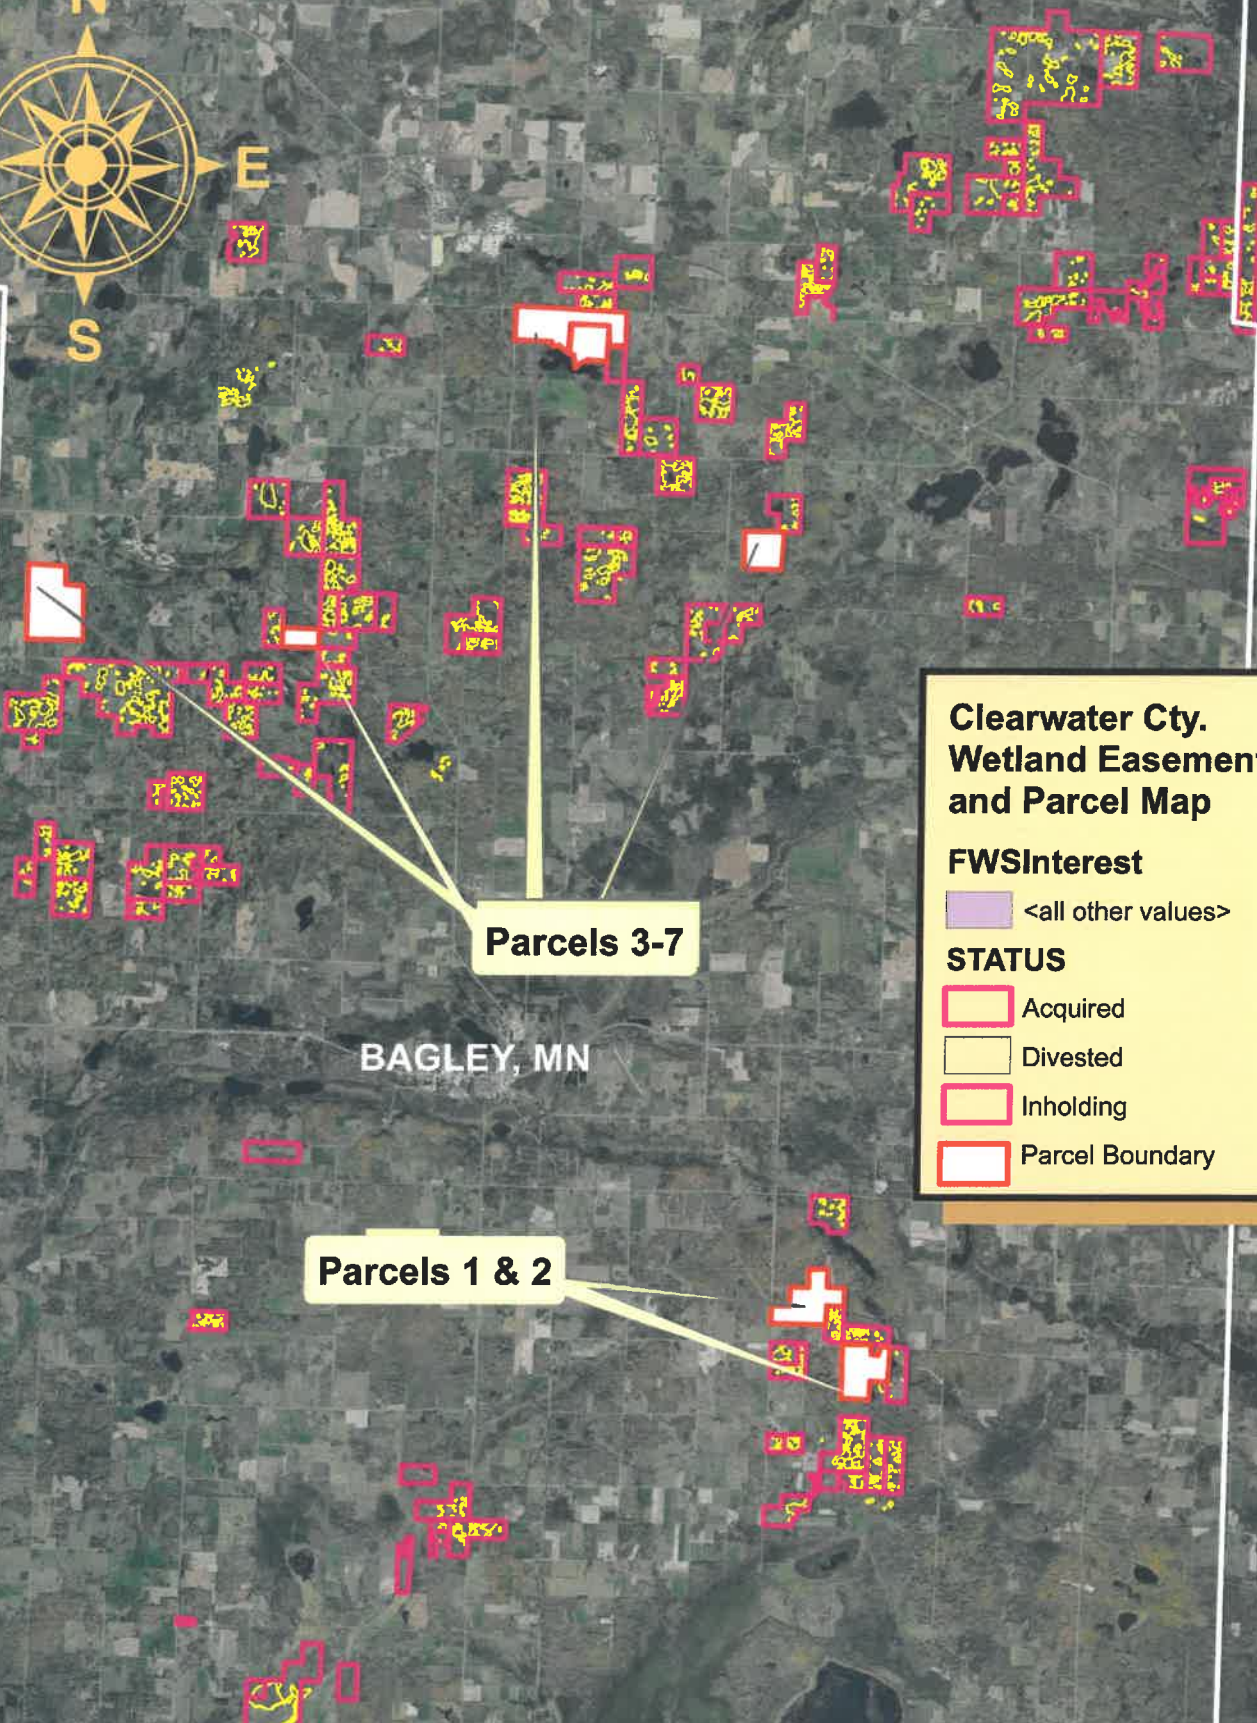 N
E
S
Clearwater Cty.
Wetland Easement
and Parcel Map
FWSInterest
<all other values>
STATUS
Acquired
Divested
Inholding
Parcel Boundary
Parcels 3-7
BAGLEY, MN
Parcels 1 & 2